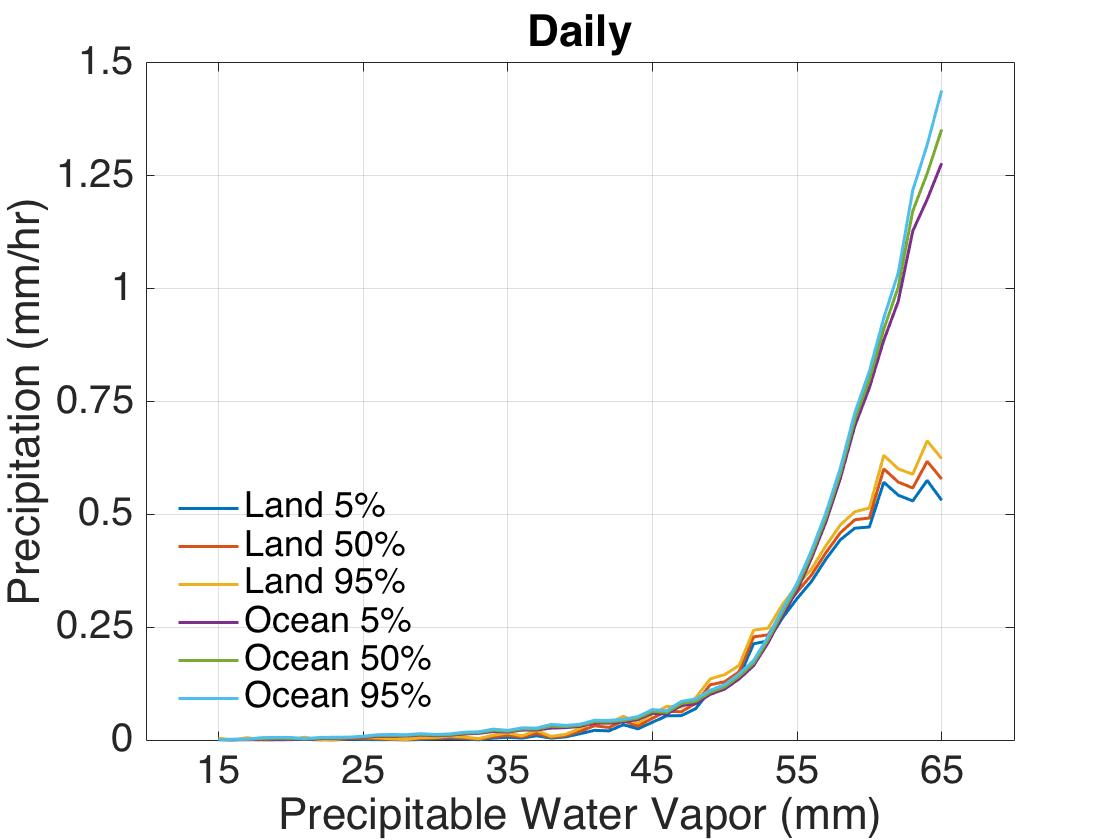 Daily
Precipitation (mm/hr)
1.5
1.25
1
0.75
0.5
0.25
0
Land 5%
Land 50%
Land 95%
Ocean 5%
Ocean 50%
Ocean 95%
15 25 35 45 55 65
Precipitable Water Vapor (mm)